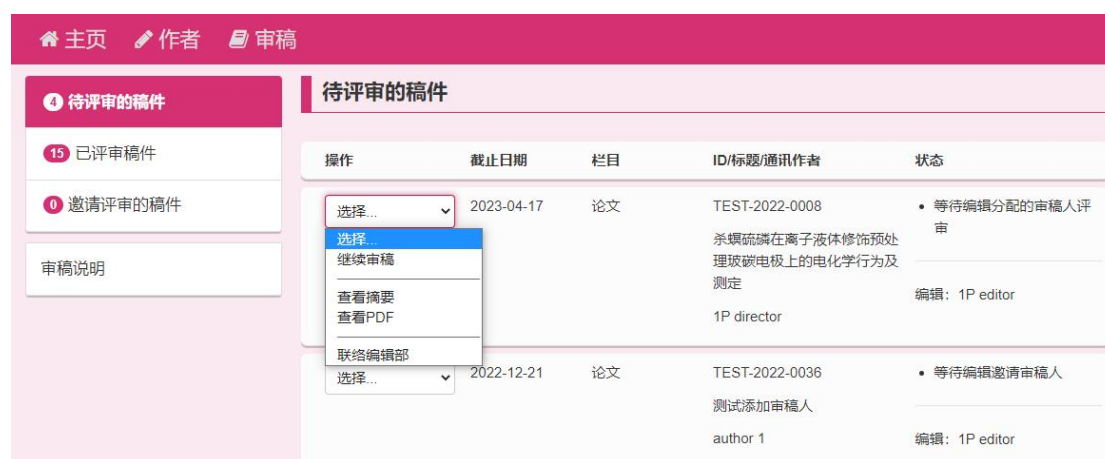 主页 作者 审稿
4 待评审的稿件
15 已评审稿件
0 邀请评审的稿件
审稿说明
待评审的稿件
操作 截止日期 栏目 ID/标题/通讯作者 状态
选择... 2023-04-17 论文 TEST-2022-0008 等待编辑分配的审稿人评
审
选择...
继续审稿
查看摘要
查看PDF
联络编辑部
杀螟硫磷在离子液体修饰预处
理玻碳电极上的电化学行为及
测定
1P director
编辑：1P editor
选择... 2022-12-21 论文 TEST-2022-0036 等待编辑邀请审稿人
测试添加审稿人
author 1
编辑：1P editor